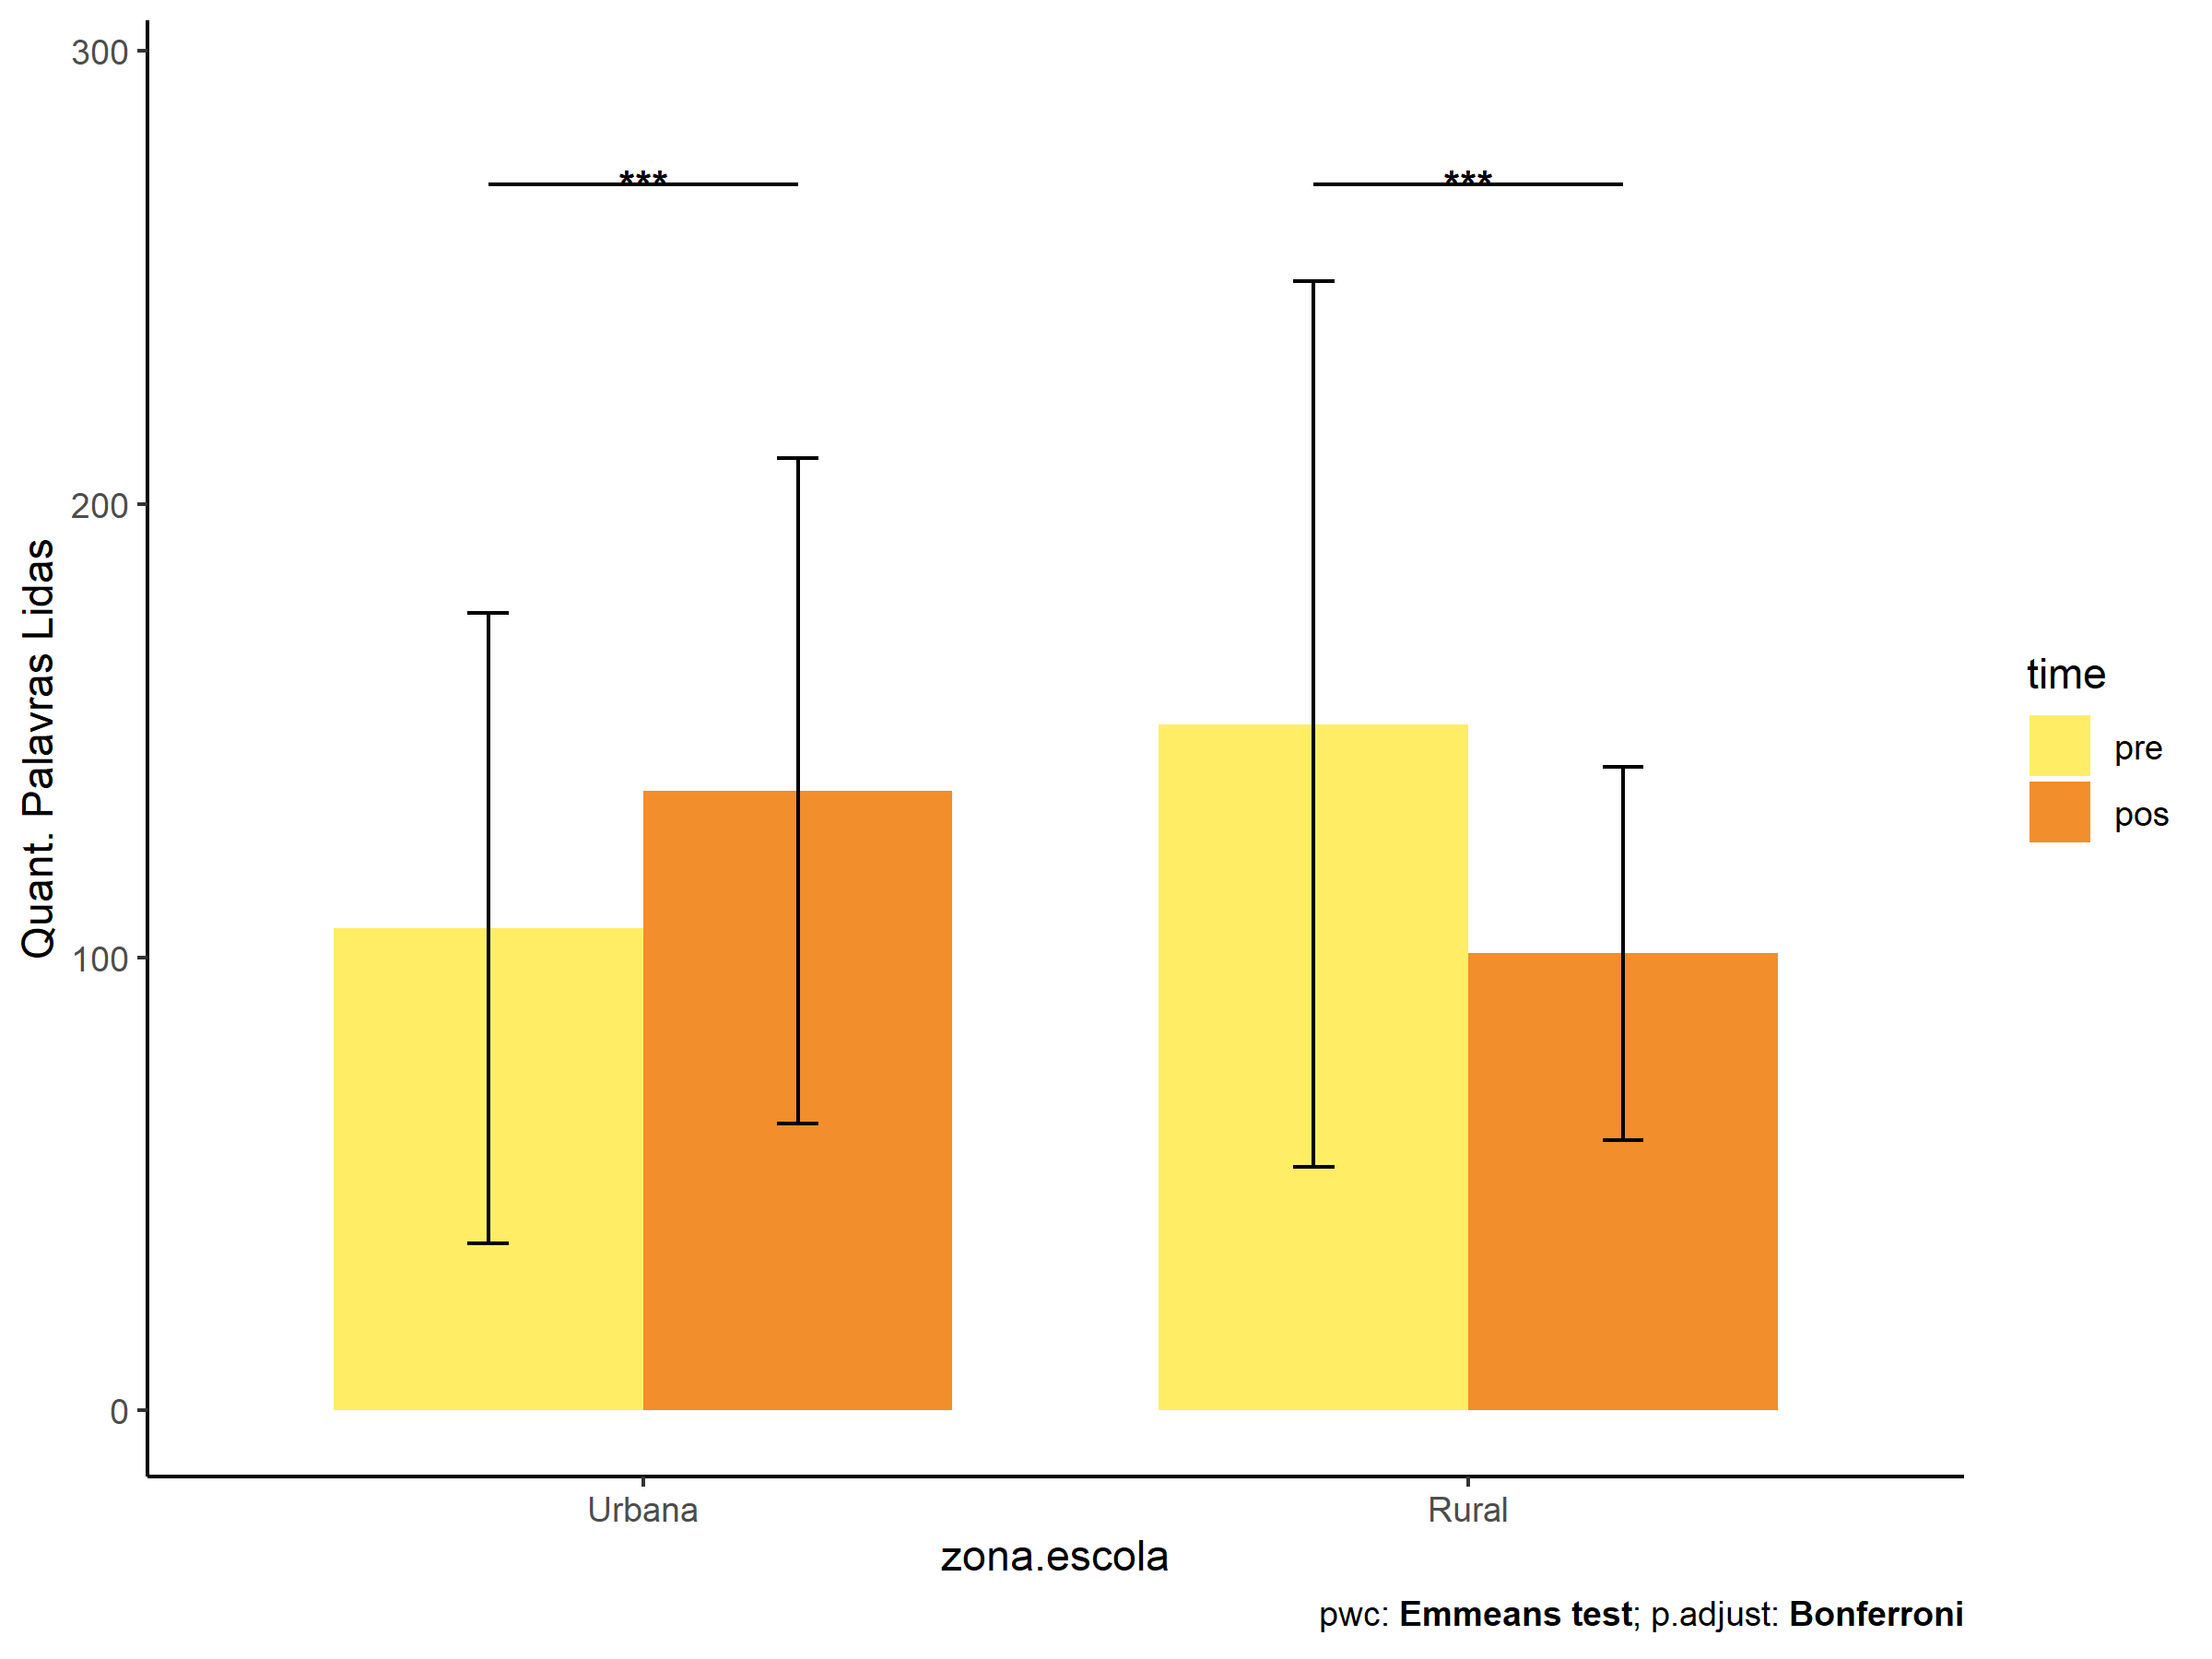 300
200
100
0
Quant. Palavras Lidas
***
***
Urbana
Rural
zona.escola
time
pre
pos
pwc: Emmeans test; p.adjust: Bonferroni